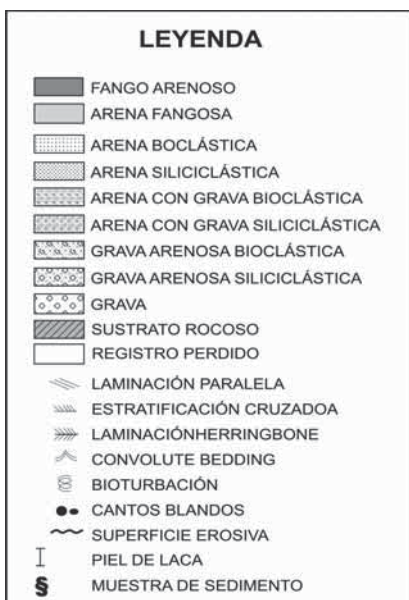 LEYENDA
FANGO ARENOSO
ARENA FANGOSA
ARENA BOCLÁSTICA
ARENA SILICICLÁSTICA
ARENA CON GRAVA BIOCLÁSTICA
ARENA CON GRAVA SILICICLÁSTICA
GRAVA ARENOSA BIOCLÁSTICA
GRAVA ARENOSA SILICICLÁSTICA
GRAVA
SUSTRATO ROCOSO
REGISTRO PERDIDO
LAMINACIÓN PARALELA
ESTRATIFICACIÓN CRUZADOA
LAMINACIÓNHERRINGBONE
CONVOLUTE BEDDING
BIOTURBACIÓN
CANTOS BLANDOS
SUPERFICIE EROSIVA
PIEL DE LACA
§ MUESTRA DE SEDIMENTO